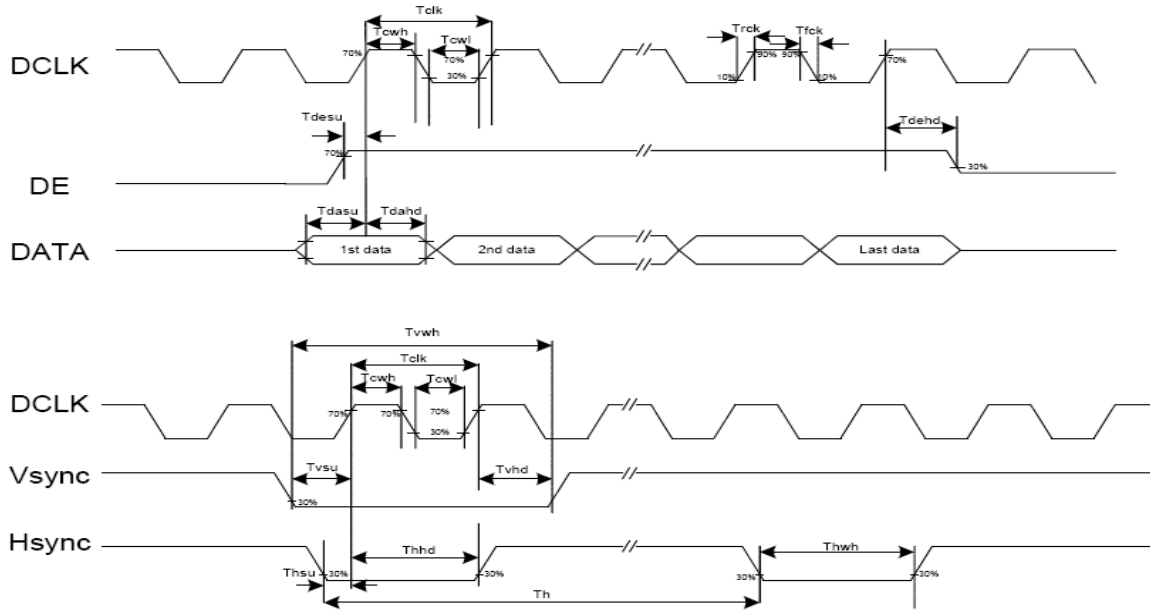 Tclk
Tcwh Tcwl Trck Tfck
DCLK 70% 70% 30% 10% 90% 90% 10% 70%
Tdesu Tdehd
70%
DE 30%
Tdasu Tdahd
DATA 1st data 2nd data Last data
Tvwh
Tclk
Tcwh Tcwl
DCLK 70% 70% 70% 30% 70%
Vsync Tvsu Tvhd
30%
Hsync Thhd Thwh
Thsu 30% 30% 30% 30%
Th